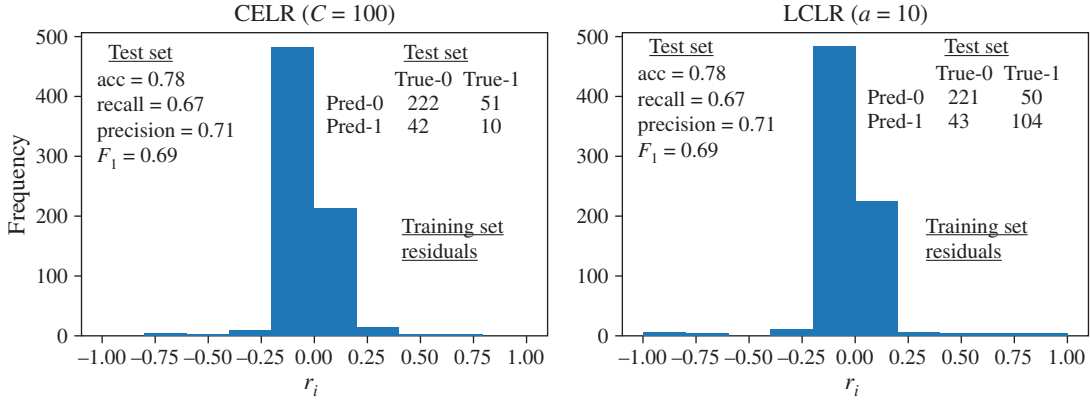 CELR (C = 100)
500
400
300
200
100
0
Frequency
Test set
acc = 0.78
recall = 0.67
precision = 0.71
F1 = 0.69
Test set
True-0 True-1
Pred-0 222 51
Pred-1 42 10
Training set
residuals
−1.00 −0.75 −0.50 −0.25 0.00 0.25 0.50 0.75 1.00
ri
LCLR (a = 10)
500
400
300
200
100
0
Test set
acc = 0.78
recall = 0.67
precision = 0.71
F1 = 0.69
Test set
True-0 True-1
Pred-0 221 50
Pred-1 43 104
Training set
residuals
−1.00 −0.75 −0.50 −0.25 0.00 0.25 0.50 0.75 1.00
ri